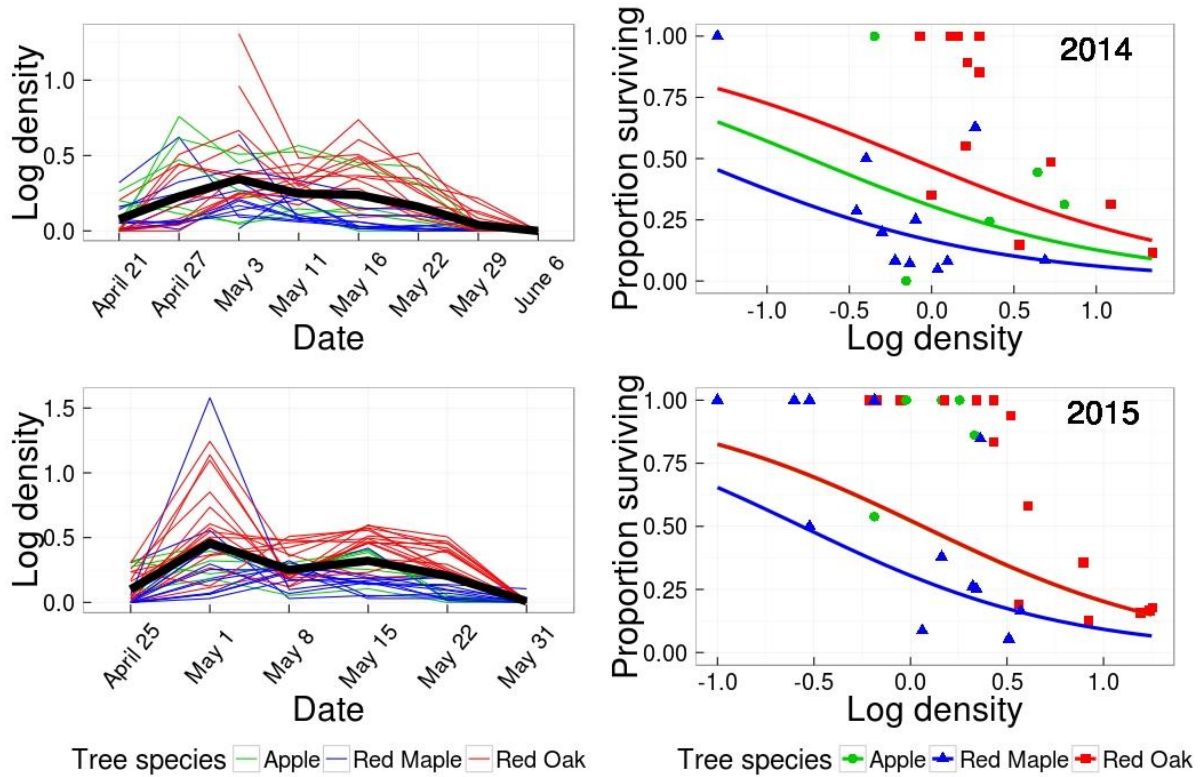 Log density
1.0
0.5
0.0
April 21
April 27
May 3
May 11
May 16
May 22
May 29
June 6
Date
Proportion surviving
1.00
0.75
0.50
0.25
0.00
2014
-1.0
-0.5
0.0
0.5
1.0
Log density
Log density
1.5
1.0
0.5
0.0
April 25
May 1
May 8
May 15
May 22
May 31
Date
Proportion surviving
1.00
0.75
0.50
0.25
0.00
2015
-1.0
-0.5
0.0
0.5
1.0
Log density
Tree species Apple Red Maple Red Oak
Tree species Apple Red Maple Red Oak